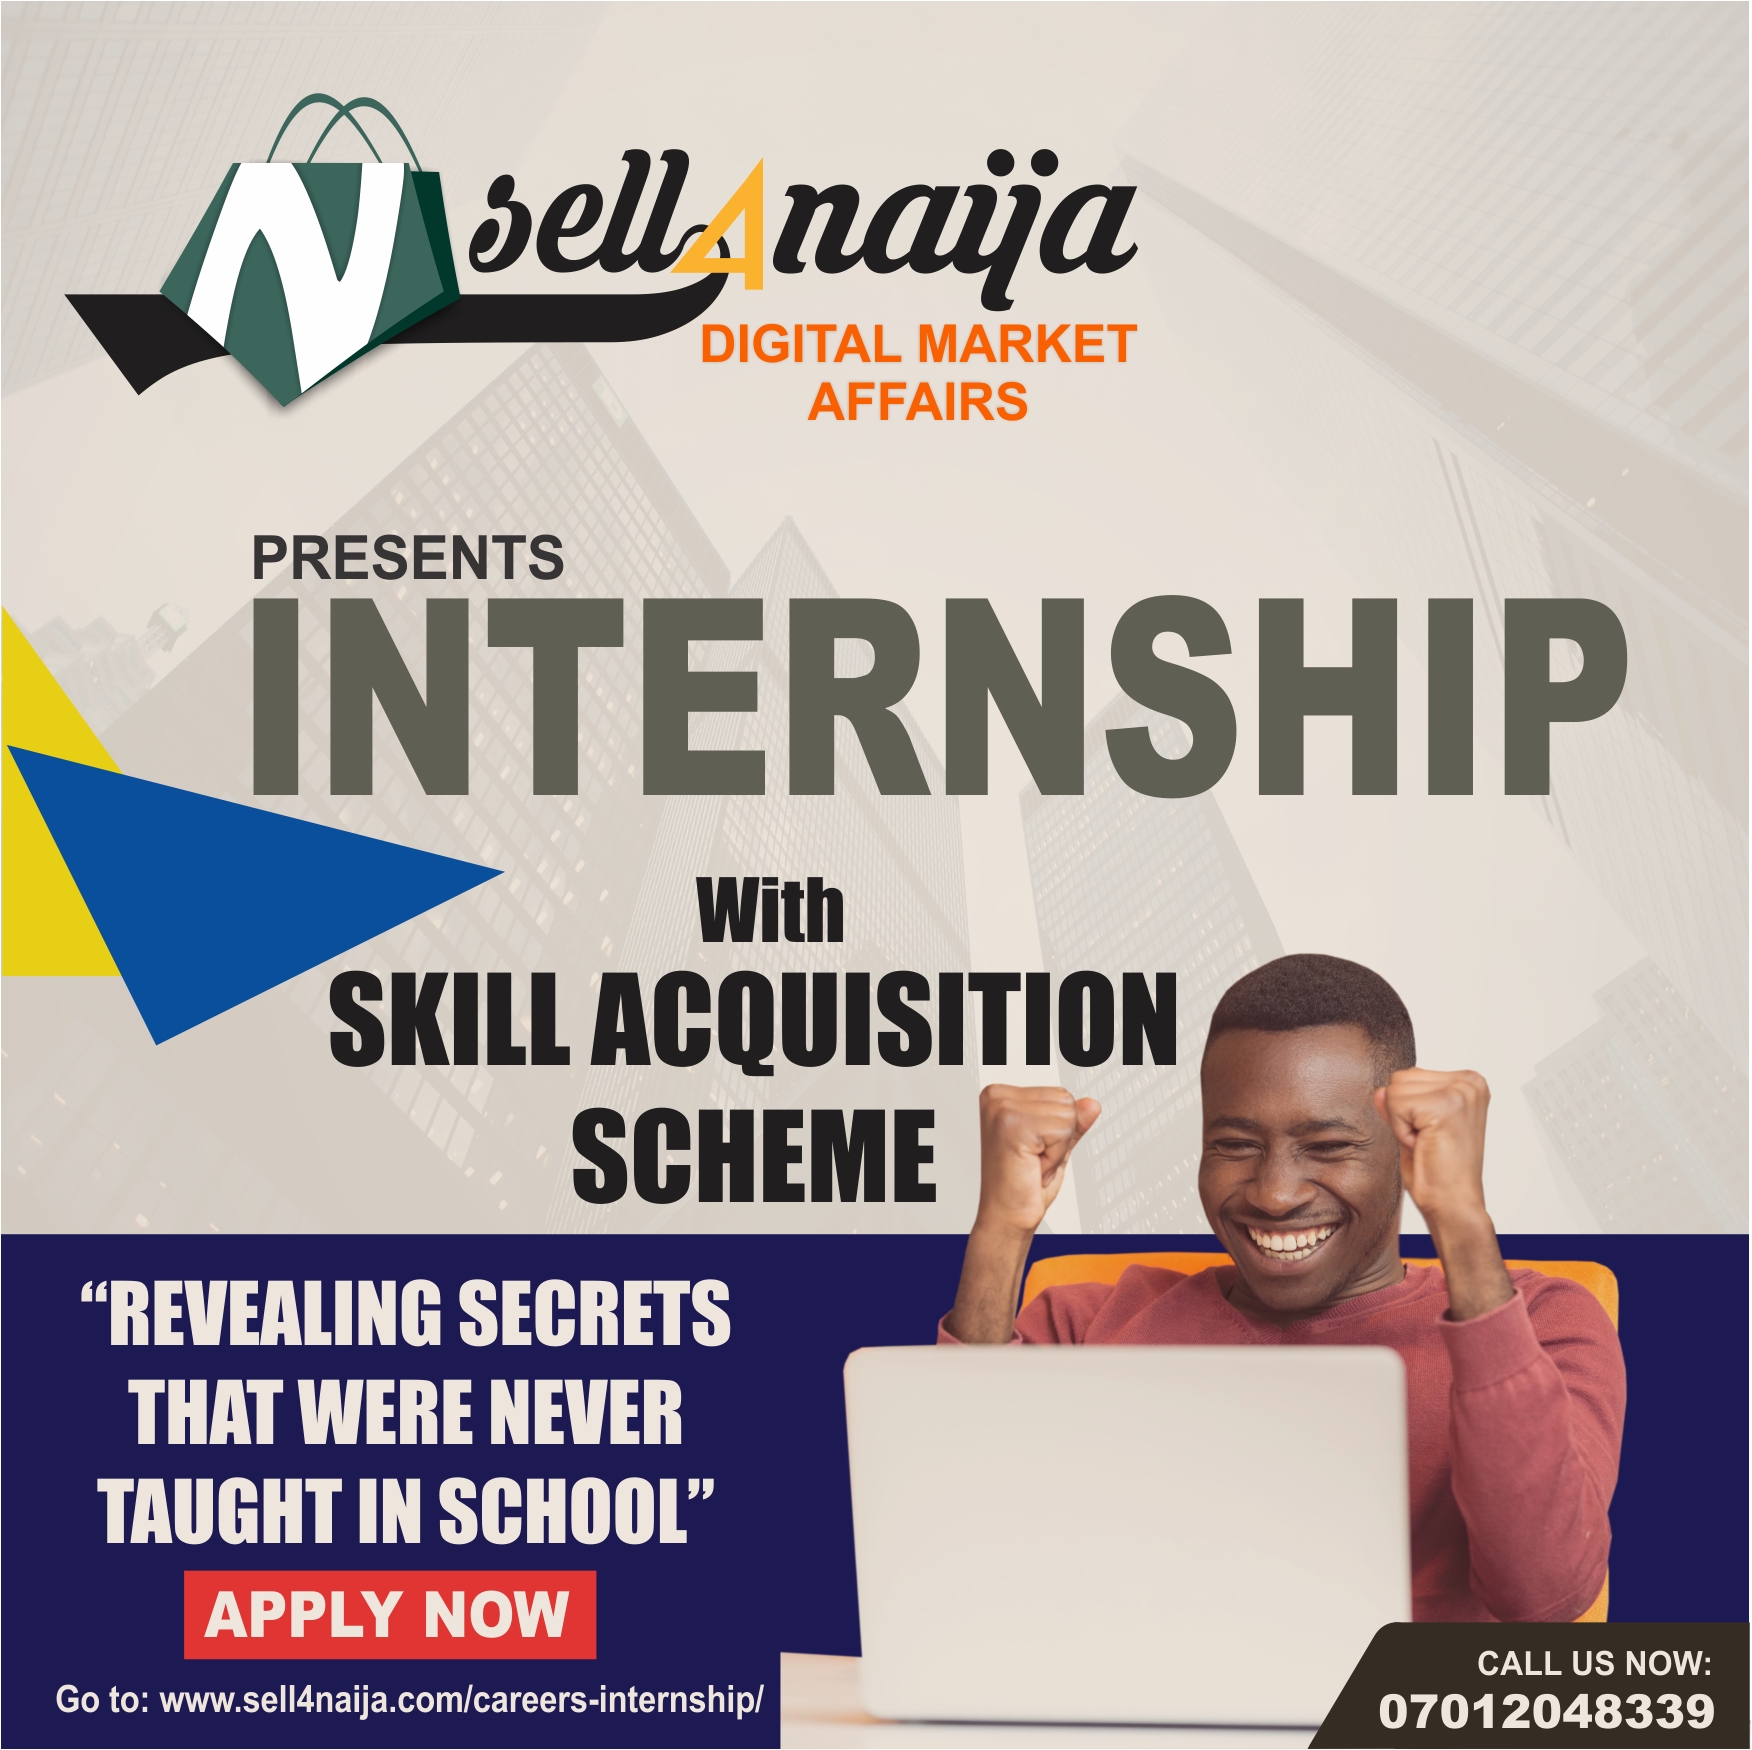 N
sell4naija
DIGITAL MARKET
AFFAIRS
PRESENTS
INTERNSHIP
With
SKILL ACQUISITION
SCHEME
“REVEALING SECRETS
THAT WERE NEVER
TAUGHT IN SCHOOL”
APPLY NOW
Go to: www.sell4naija.com/careers-internship/
CALL US NOW:
07012048339